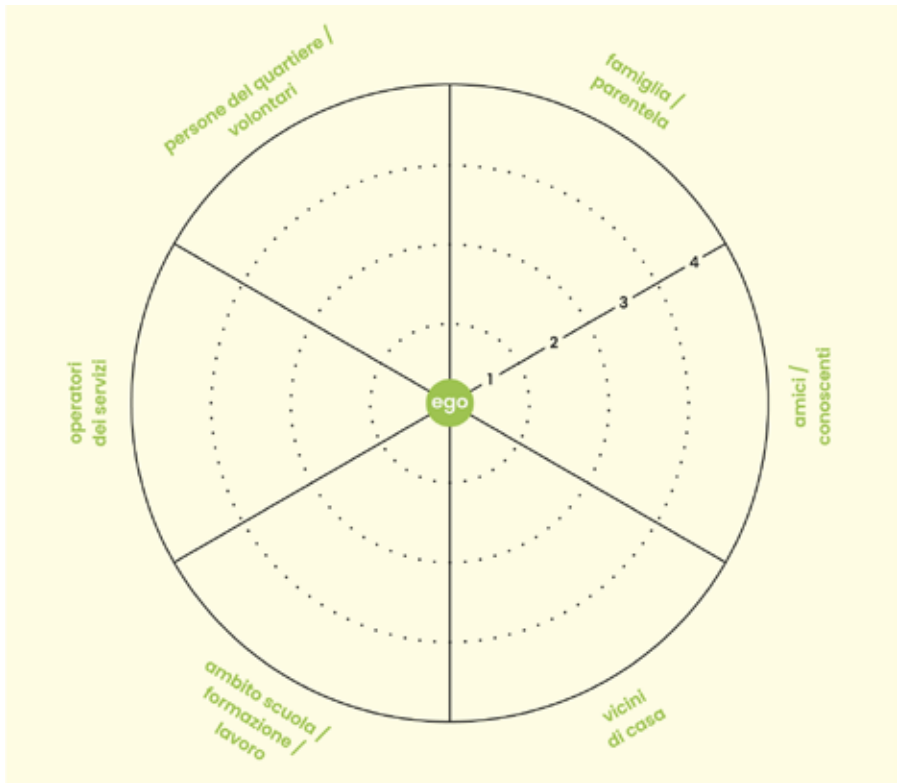 persone del quartiere /
volontari
famiglia /
parentela
4
3
2
1
ego
operatori
dei servizi
amici /
conoscenti
ambito scuola /
formazione /
lavoro
vicini
di casa